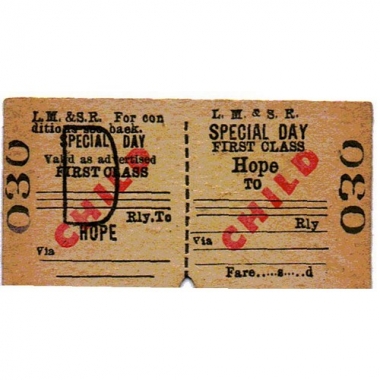 030
L. M. & S. R. For con
ditions see back.
SPECIAL DAY
Valid as advertised
FIRST CLASS
D
CHILD
Rly. To
HOPE
Via
L. M. & S. R.
SPECIAL DAY
FIRST CLASS
Hope
TO
CHILD
Rly
Via
Fare.....s.....d
030